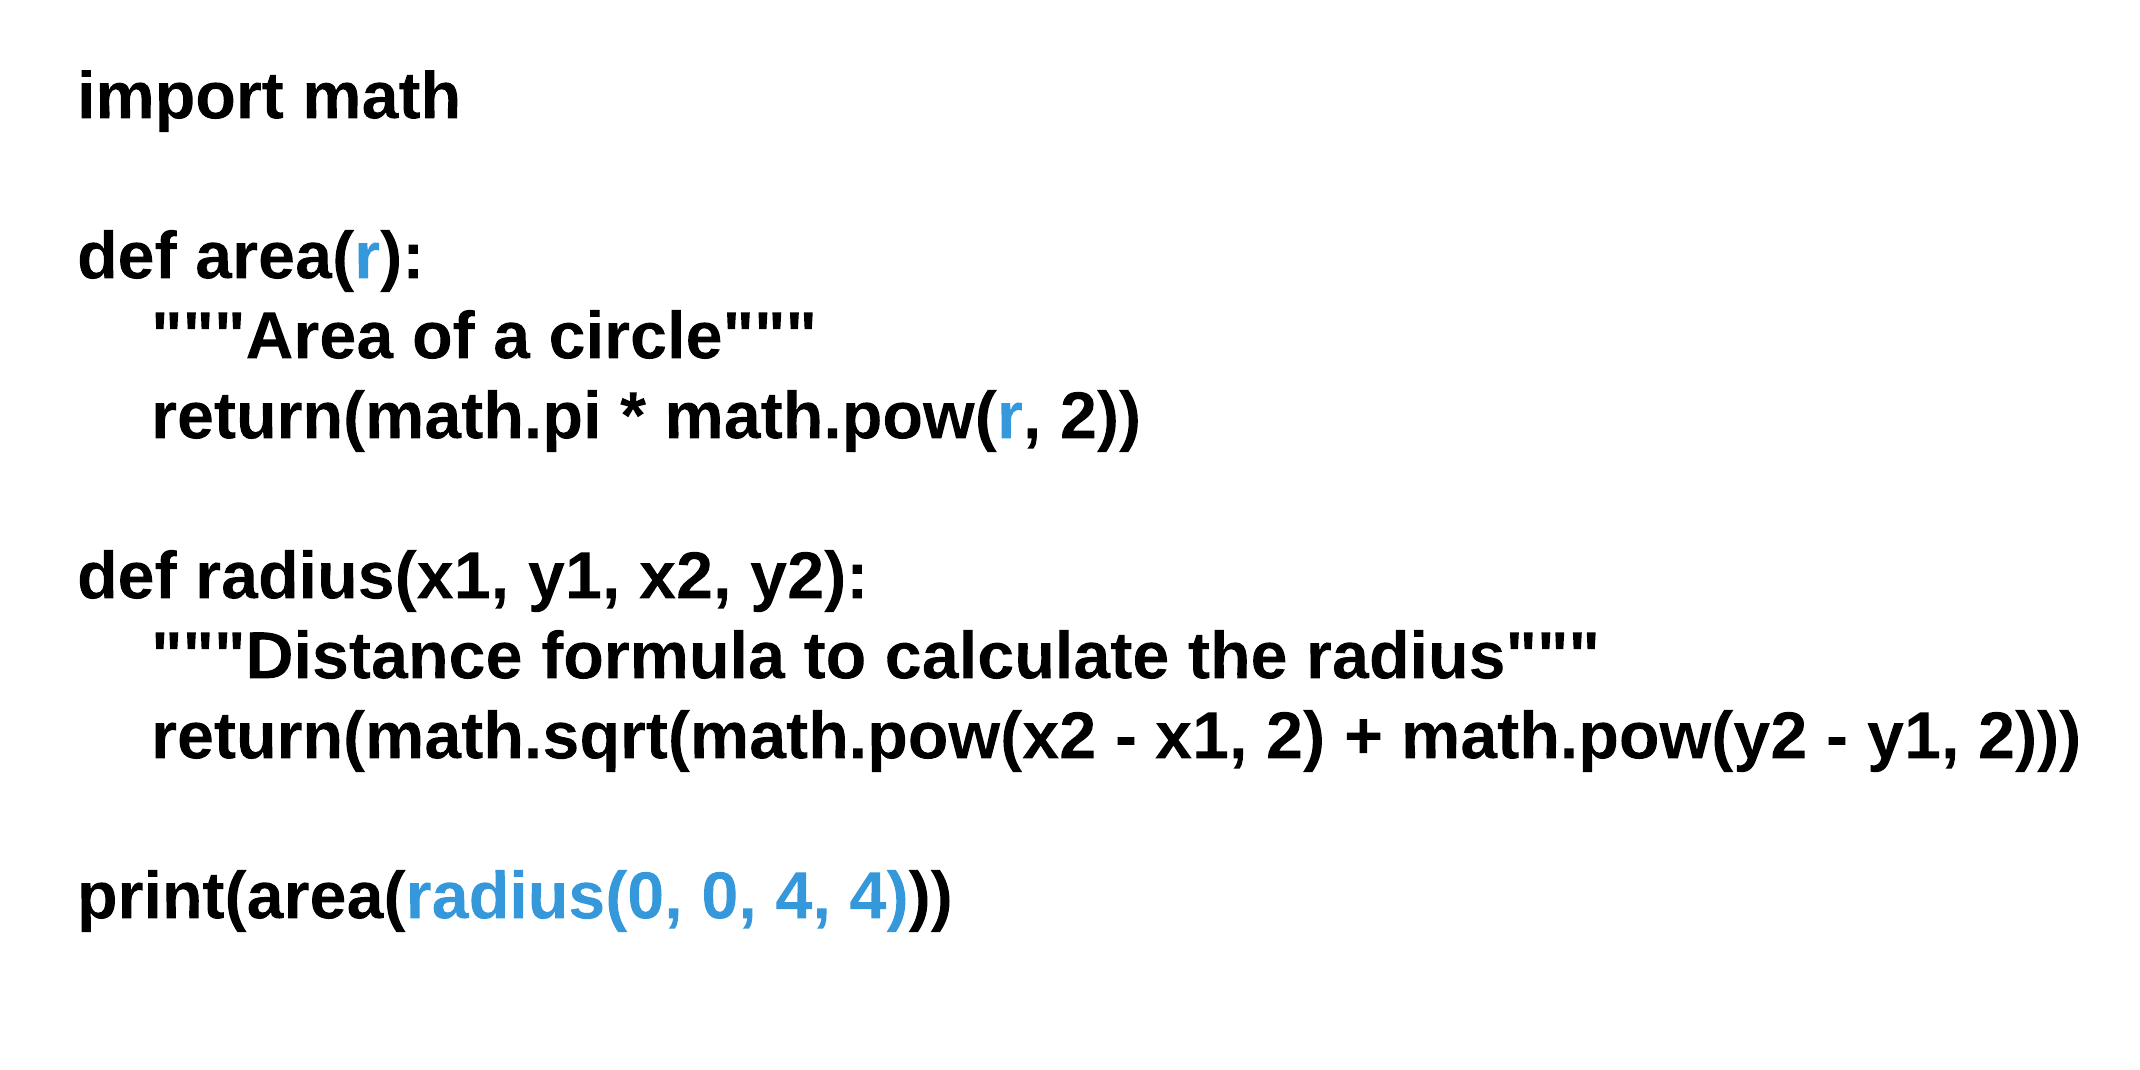 import math
def area(r):
"""Area of a circle"""
return(math.pi * math.pow(r, 2))
def radius(x1, y1, x2, y2):
"""Distance formula to calculate the radius"""
return(math.sqrt(math.pow(x2 - x1, 2) + math.pow(y2 - y1, 2)))
print(area(radius(0, 0, 4, 4)))